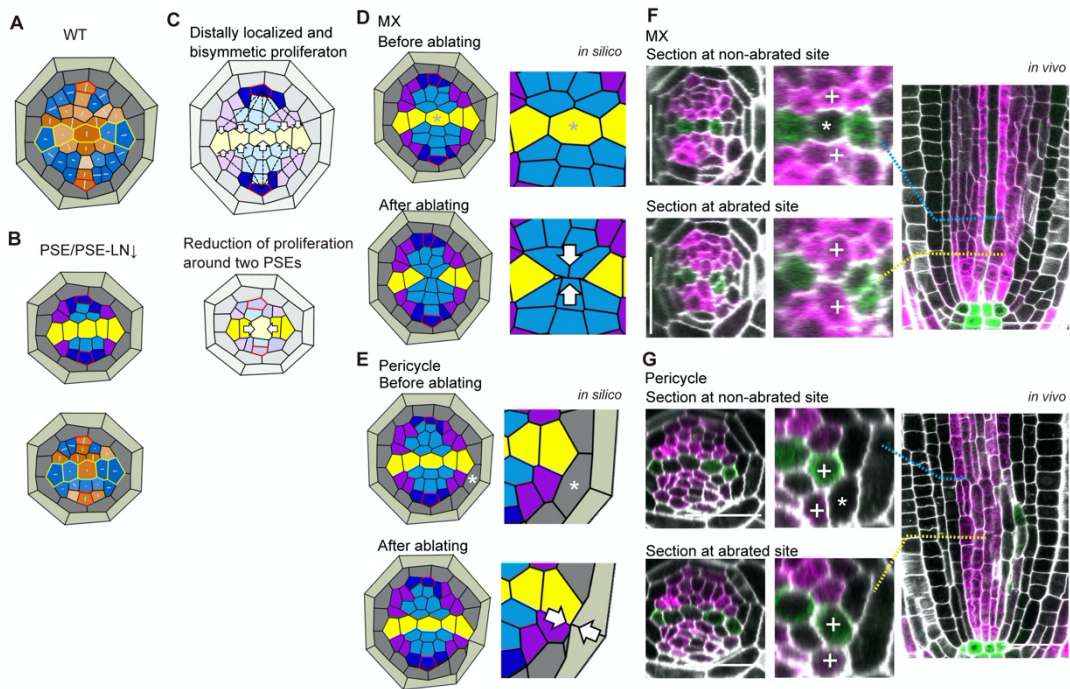 A
WT
B
PSE/PSE-LN↓
C
Distally localized and
bisymmetic proliferaton
Reduction of proliferation
around two PSEs
D
MX
Before ablating
in silico
*
*
After ablating
E
Pericycle
Before ablating
in silico
*
*
After ablating
F
MX
Section at non-abrated site
in vivo
+
*
+
Section at abrated site
+
+
G
Pericycle
Section at non-abrated site
in vivo
+
+
*
Section at abrated site
+
+